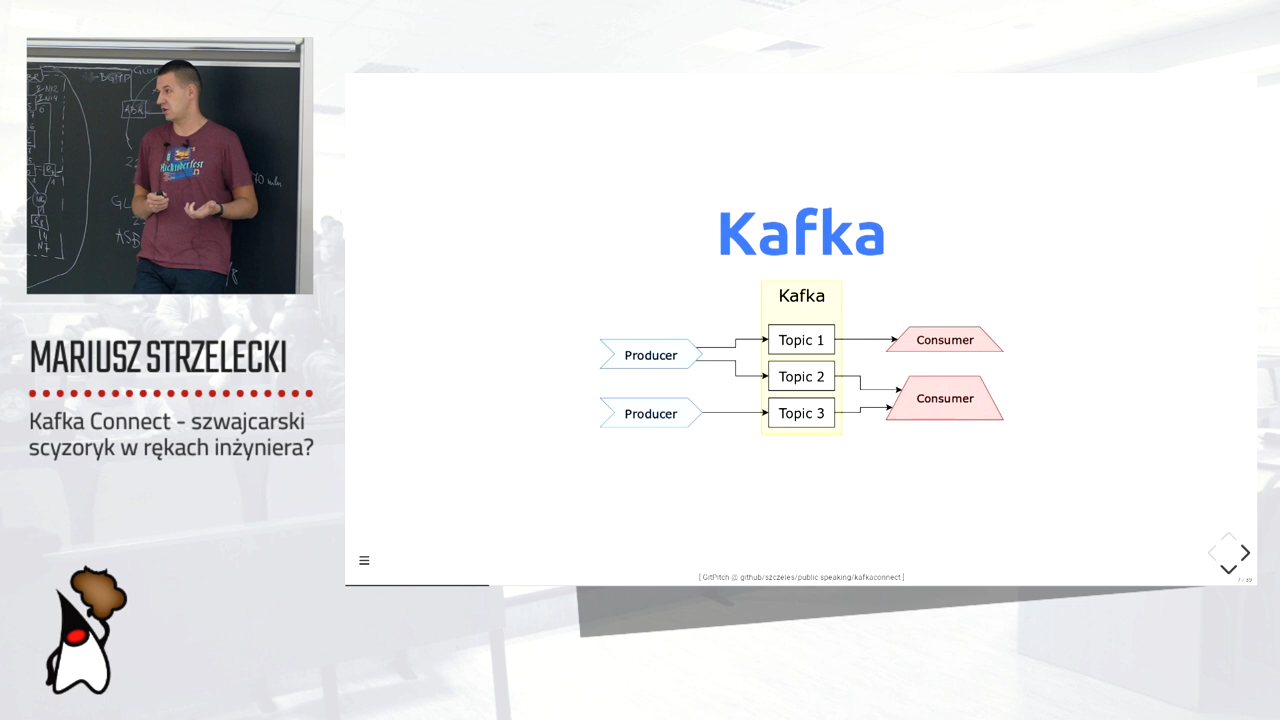 Hacktoberfest
MARIUSZ STRZELECKI
Kafka Connect - szwajcarski
scyzoryk w rękach inżyniera?
Kafka
Kafka
Producer
Topic 1
Consumer
Topic 2
Producer
Topic 3
Consumer
[ GitPitch @ github/szczeles/public speaking/kafkaconnect ]